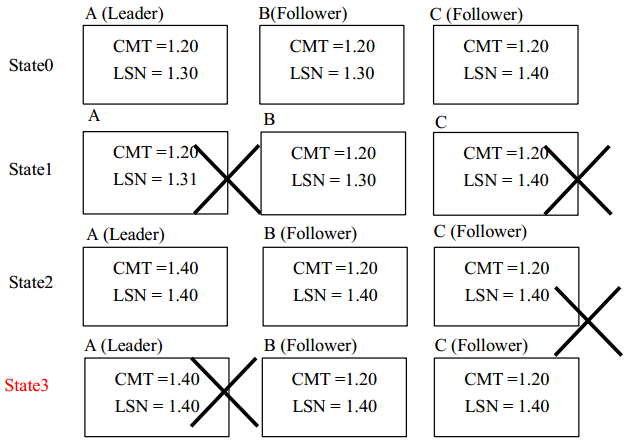 A (Leader) B(Follower) C (Follower)
State0
CMT =1.20 CMT =1.20 CMT =1.20
LSN = 1.30 LSN = 1.30 LSN = 1.40
A B C
State1
CMT =1.20 CMT =1.20 CMT =1.20
LSN = 1.31 LSN = 1.30 LSN = 1.40
A (Leader) B (Follower) C (Follower)
State2
CMT =1.40 CMT =1.20 CMT =1.20
LSN = 1.40 LSN = 1.40 LSN = 1.40
A (Leader) B (Follower) C (Follower)
State3
CMT =1.40 CMT =1.20 CMT =1.20
LSN = 1.40 LSN = 1.40 LSN = 1.40